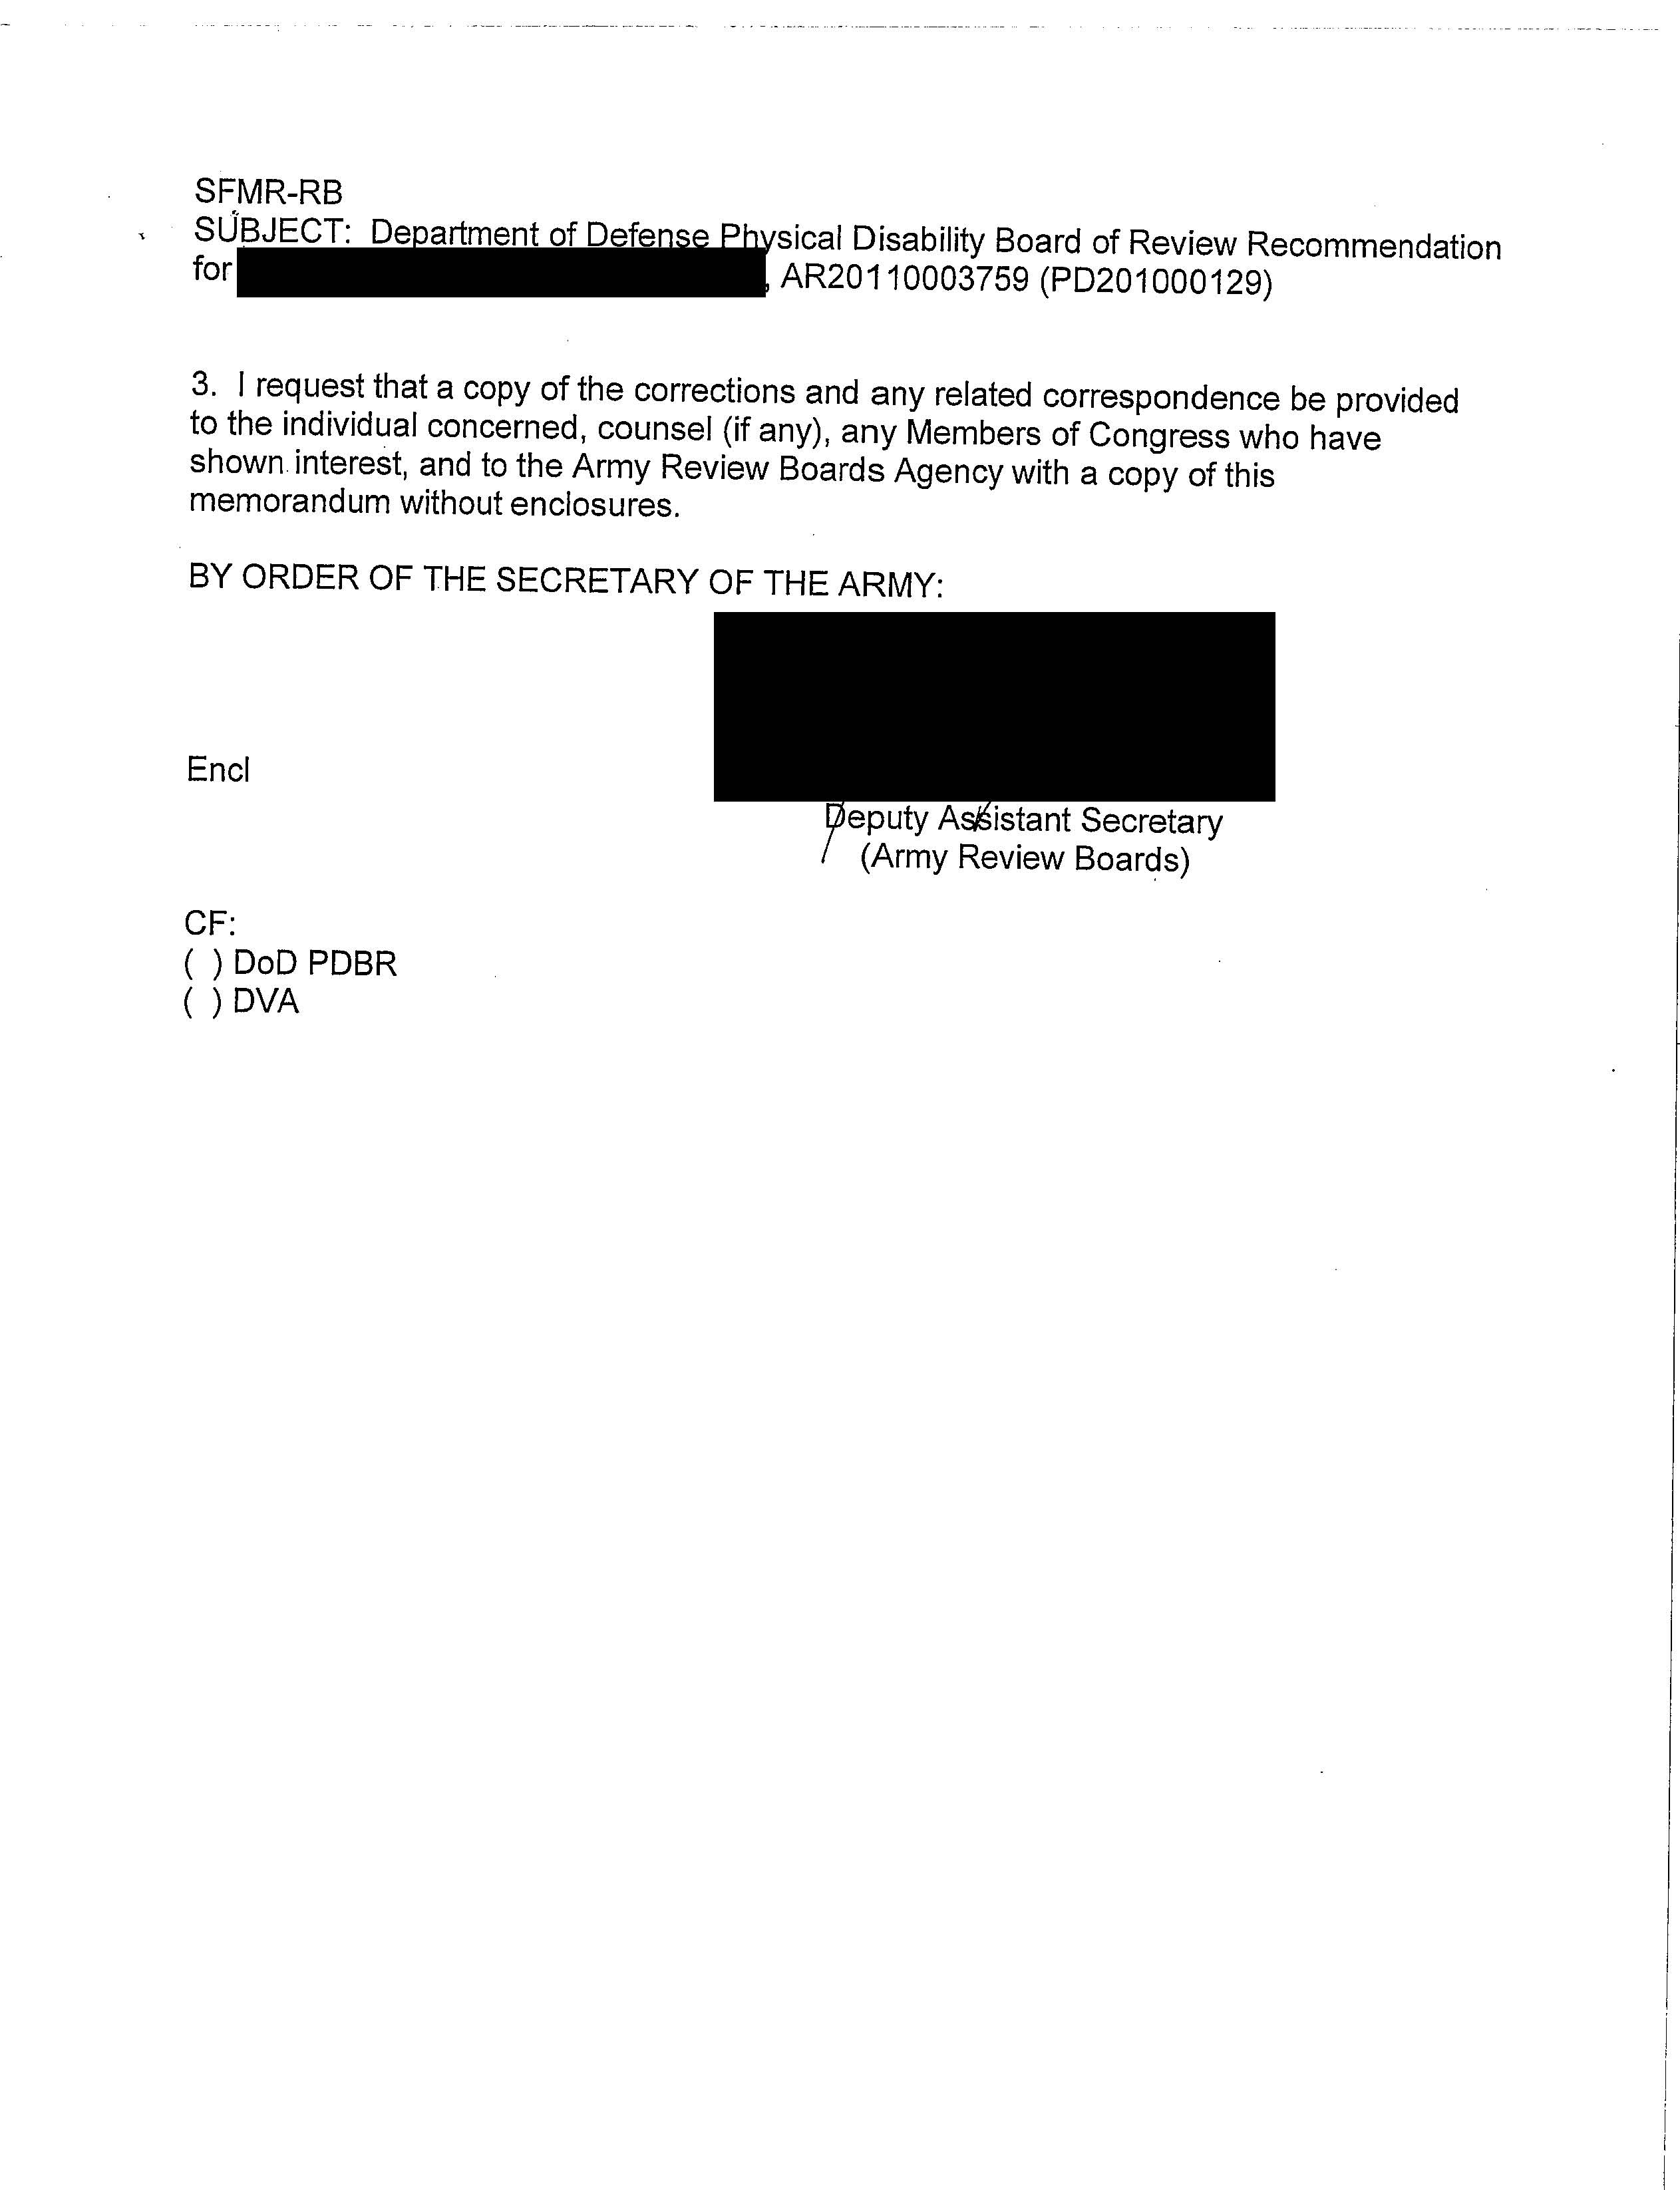 SFMR-RB
SUBJECT: Department of Defense Physical Disability Board of Review Recommendation
for , AR20110003759 (PD201000129)
3. I request that a copy of the corrections and any related correspondence be provided
to the individual concerned, counsel (if any), any Members of Congress who have
shown interest, and to the Army Review Boards Agency with a copy of this
memorandum without enclosures.
BY ORDER OF THE SECRETARY OF THE ARMY:
Encl
Deputy Assistant Secretary
(Army Review Boards)
CF:
( ) DoD PDBR
( ) DVA